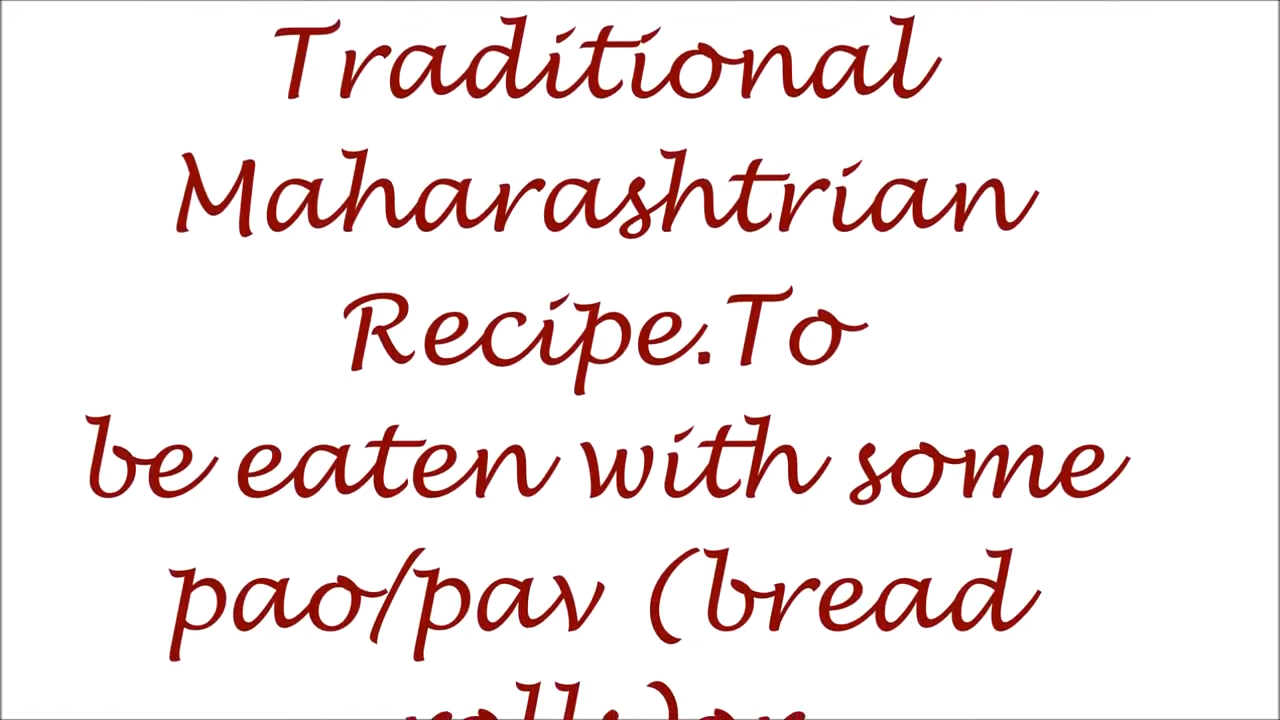 Traditional
Maharashtrian
Recipe.To
be eaten with some
pao/pav (bread